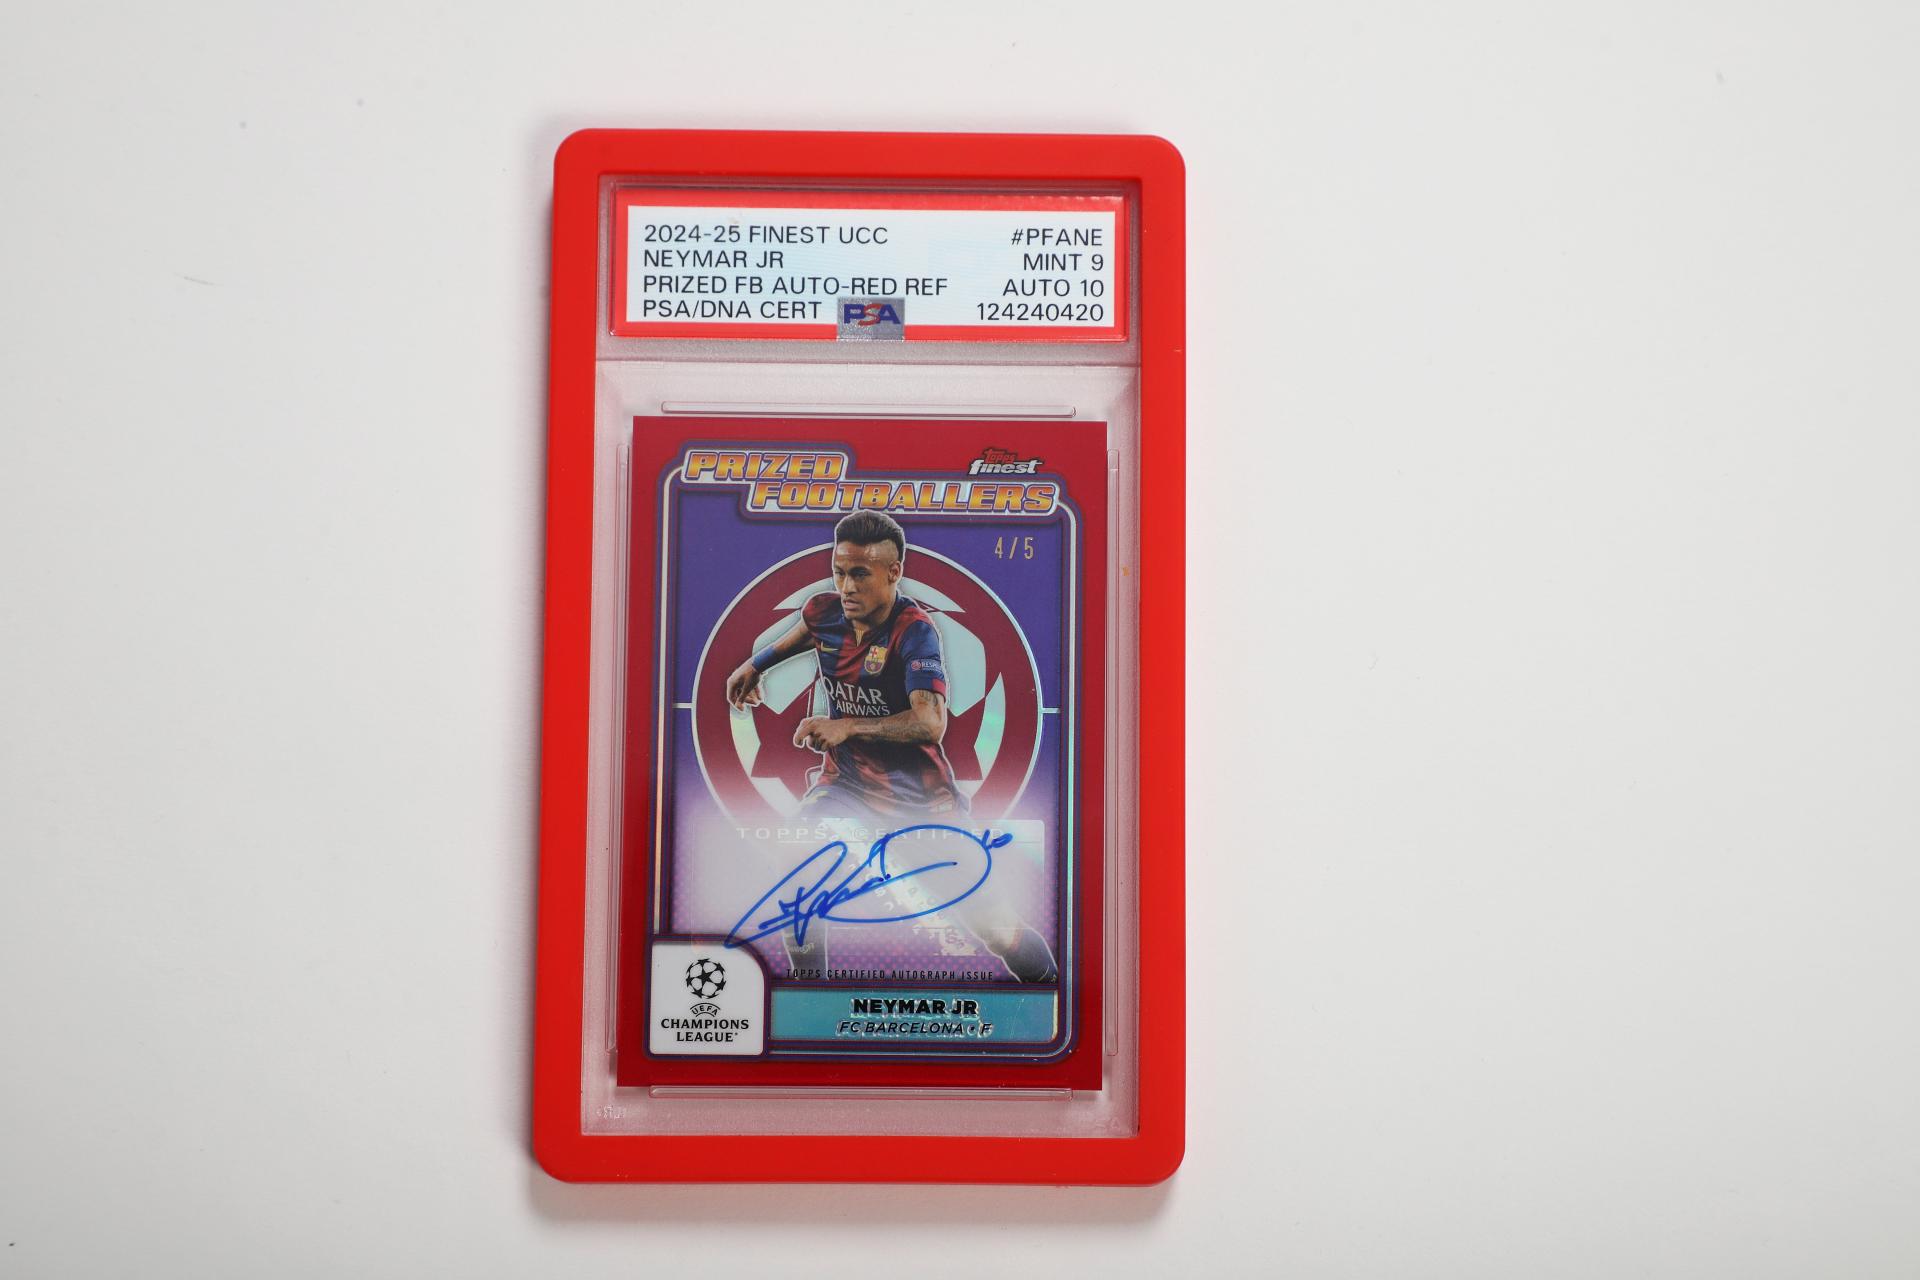 2024-25 FINEST UCC #PFANE
NEYMAR JR MINT 9
PRIZED FB AUTO-RED REF AUTO 10
PSA/DNA CERT PSA 124240420
PRIZED
FOOTBALLERS
Topps
finest
4/5
RESPECT
QATAR
AIRWAYS
TOPPS CERTIFIED
10
TOPPS CERTIFIED AUTOGRAPH ISSUE
UEFA
CHAMPIONS
LEAGUE
NEYMAR JR
FC BARCELONA • F